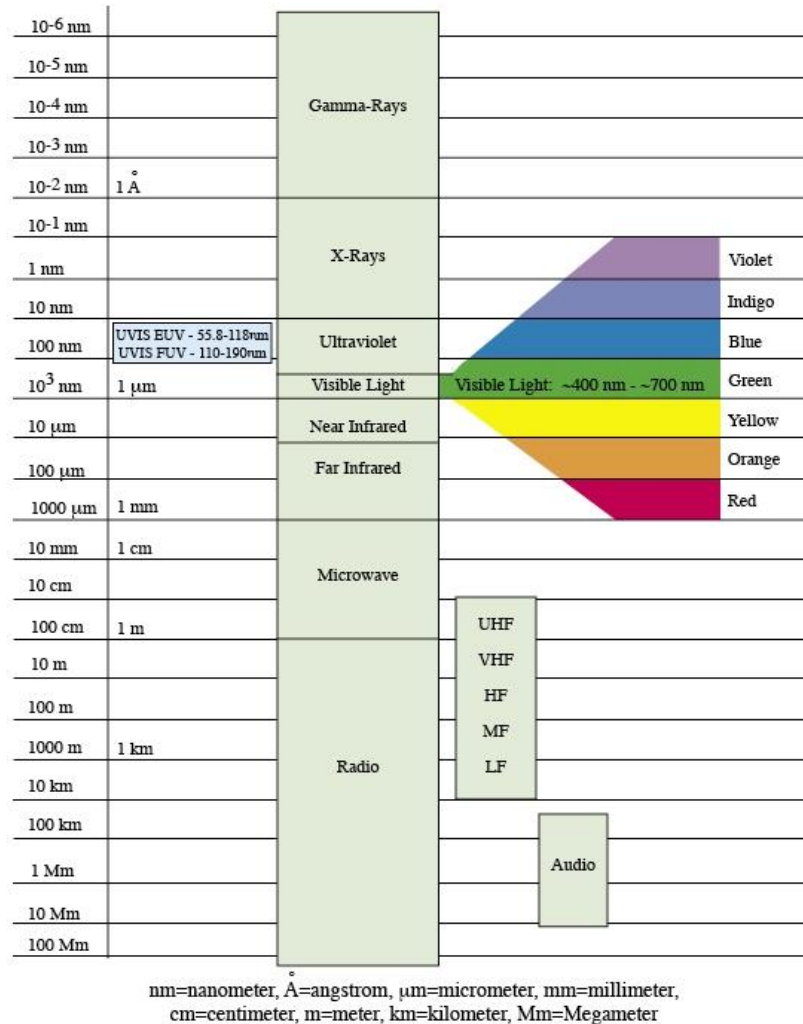 10-6 nm
10-5 nm
10-4 nm
Gamma-Rays
10-3 nm
10-2 nm 1 Å
10-1 nm
X-Rays
1 nm Violet
10 nm Indigo
UVIS EUV - 55.8-118nm
UVIS FUV - 110-190nm
100 nm Ultraviolet Blue
10³ nm 1 μm Visible Light Visible Light: ~400 nm - ~700 nm Green
10 μm Near Infrared Yellow
100 μm Far Infrared Orange
1000 μm 1 mm Red
10 mm 1 cm
Microwave
10 cm
100 cm 1 m UHF
10 m VHF
100 m HF
MF
1000 m 1 km
Radio LF
10 km
100 km
1 Mm Audio
10 Mm
100 Mm
nm=nanometer, Å=angstrom, μm=micrometer, mm=millimeter,
cm=centimeter, m=meter, km=kilometer, Mm=Megameter